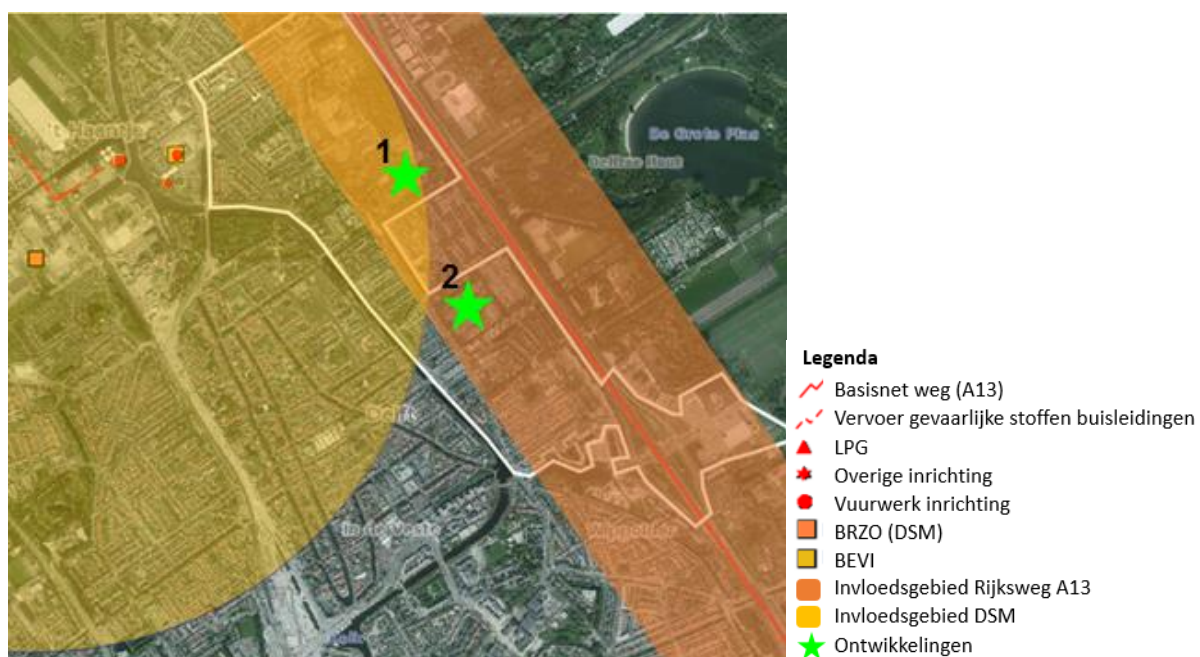 't Haantje
De Grote Plas
Delftse Hout
1
2
Delft
In de Veste
Delft
Legenda
Basisnet weg (A13)
Vervoer gevaarlijke stoffen buisleidingen
LPG
Overige inrichting
Vuurwerk inrichting
BRZO (DSM)
BEVI
Invloedsgebied Rijksweg A13
Invloedsgebied DSM
Ontwikkelingen